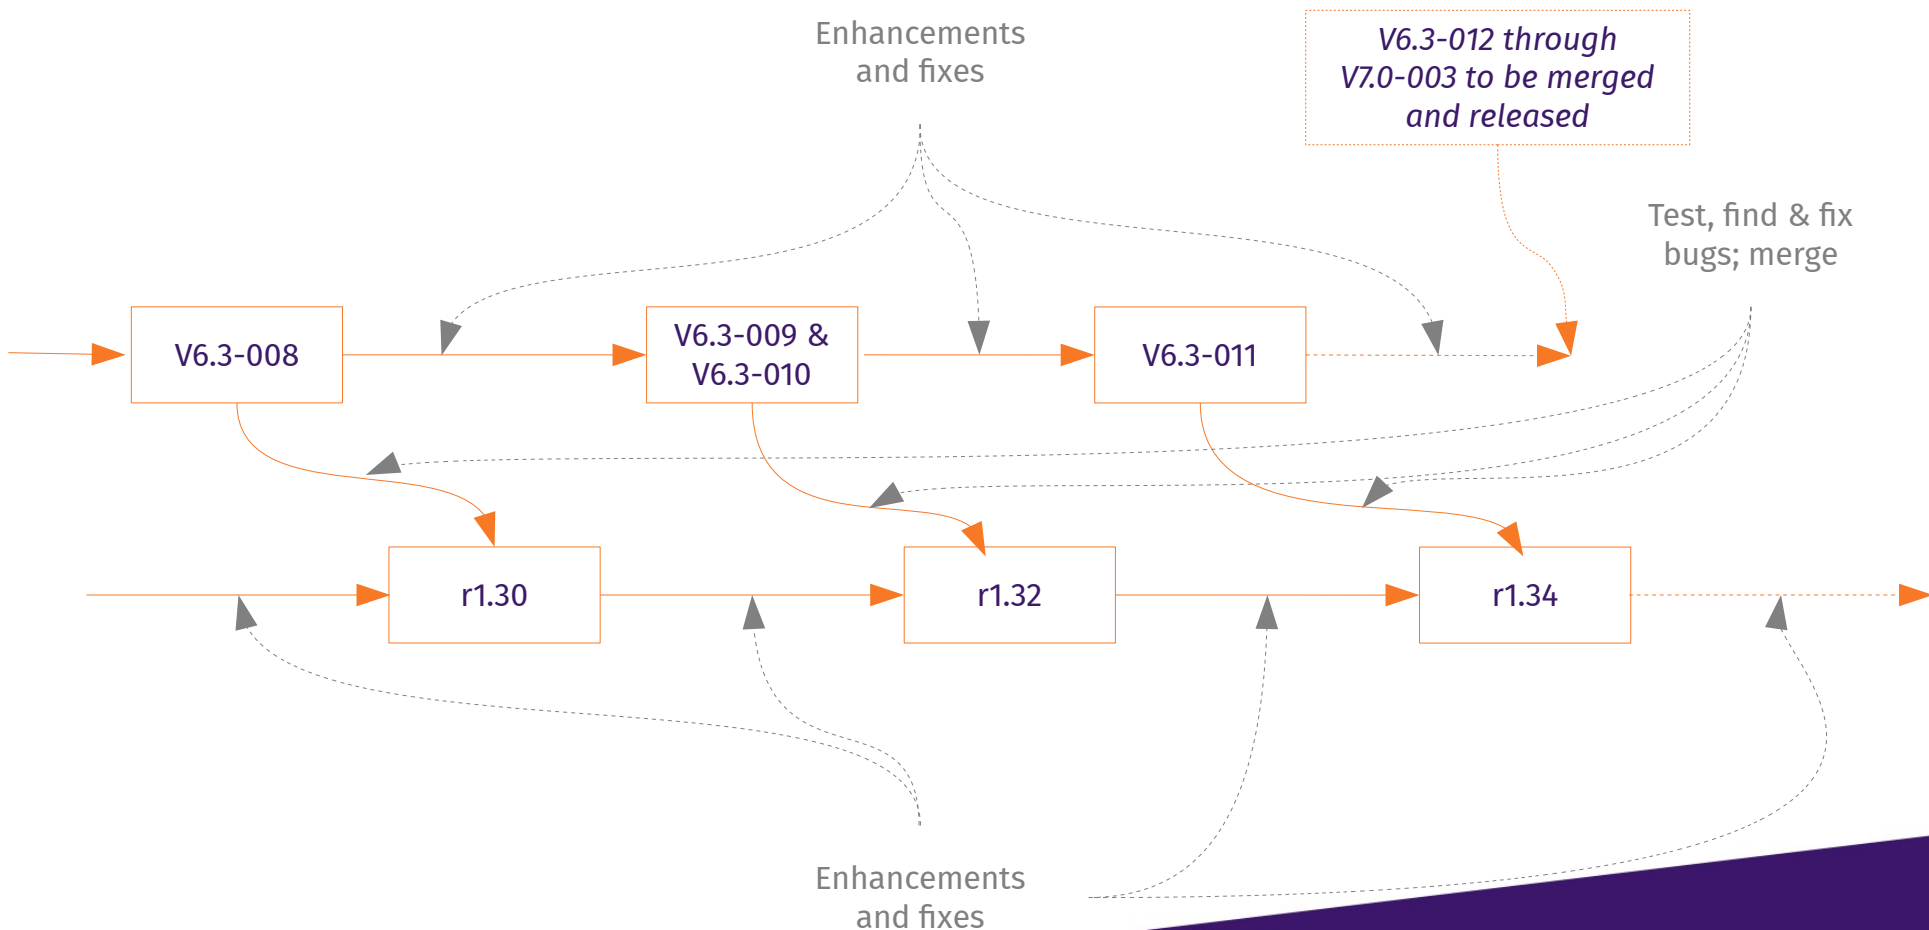 Enhancements
and fixes
V6.3-012 through
V7.0-003 to be merged
and released
Test, find & fix
bugs; merge
V6.3-008
V6.3-009 &
V6.3-010
V6.3-011
r1.30
r1.32
r1.34
Enhancements
and fixes